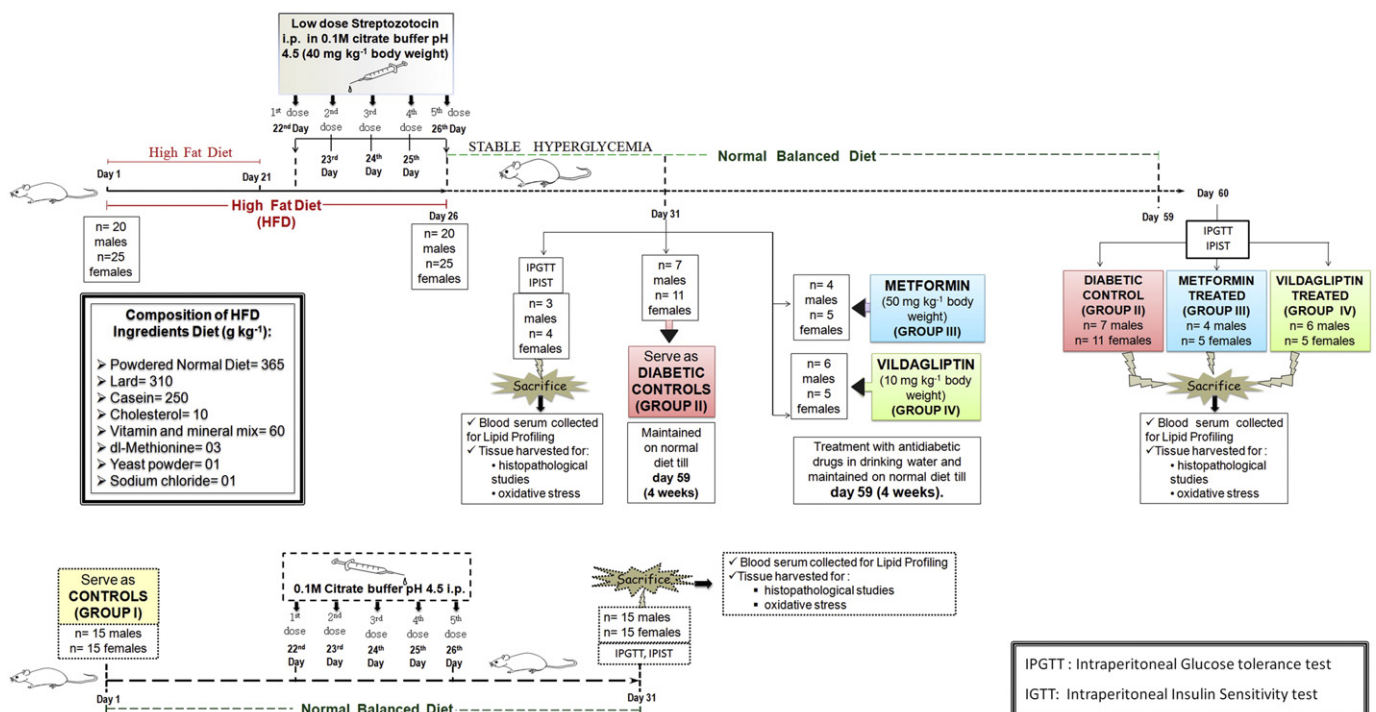 Low dose Streptozotocin
i.p. in 0.1M citrate buffer pH
4.5 (40 mg kg⁻¹ body weight)
1st dose
22nd Day
2nd
dose
3rd
dose
4th
dose
5th dose
26th Day
23rd
Day
24th
Day
25th
Day
High Fat Diet
Day 1
Day 21
STABLE HYPERGLYCEMIA
Normal Balanced Diet
High Fat Diet
(HFD)
Day 26
Day 31
Day 59
Day 60
n= 20
males
n=25
females
n= 20
males
n=25
females
Composition of HFD
Ingredients Diet (g kg⁻¹):
➢ Powdered Normal Diet= 365
➢ Lard= 310
➢ Casein= 250
➢ Cholesterol= 10
➢ Vitamin and mineral mix= 60
➢ dl-Methionine= 03
➢ Yeast powder= 01
➢ Sodium chloride= 01
IPGTT
IPIST
n= 3
males
n= 4
females
Sacrifice
✓ Blood serum collected
for Lipid Profiling
✓ Tissue harvested for:
• histopathological
studies
• oxidative stress
n= 7
males
n= 11
females
Serve as
DIABETIC
CONTROLS
(GROUP II)
Maintained
on normal
diet till
day 59
(4 weeks)
n= 4
males
n= 5
females
METFORMIN
(50 mg kg⁻¹ body
weight)
(GROUP III)
n= 6
males
n= 5
females
VILDAGLIPTIN
(10 mg kg⁻¹ body
weight)
(GROUP IV)
Treatment with antiabetic
drugs in drinking water and
maintained on normal diet till
day 59 (4 weeks).
IPGTT
IPIST
DIABETIC
CONTROL
(GROUP II)
n= 7 males
n= 11 females
METFORMIN
TREATED
(GROUP III)
n= 4 males
n= 5 females
VILDAGLIPTIN
TREATED
(GROUP IV)
n= 6 males
n= 5 females
Sacrifice
✓ Blood serum collected
for Lipid Profiling
✓ Tissue harvested for:
• histopathological
studies
• oxidative stress
Serve as
CONTROLS
(GROUP I)
n= 15 males
n= 15 females
0.1M Citrate buffer pH 4.5 i.p.
1st
dose
22nd
Day
2nd
dose
23rd
Day
3rd
dose
24th
Day
4th
dose
25th
Day
5th
dose
26th
Day
Sacrifice
n= 15 males
n= 15 females
IPGTT, IPIST
✓ Blood serum collected for Lipid Profiling
✓Tissue harvested for :
▪ histopathological studies
▪ oxidative stress
Day 1
Day 31
Normal Balanced Diet
IPGTT : Intraperitoneal Glucose tolerance test
IGTT: Intraperitoneal Insulin Sensitivity test